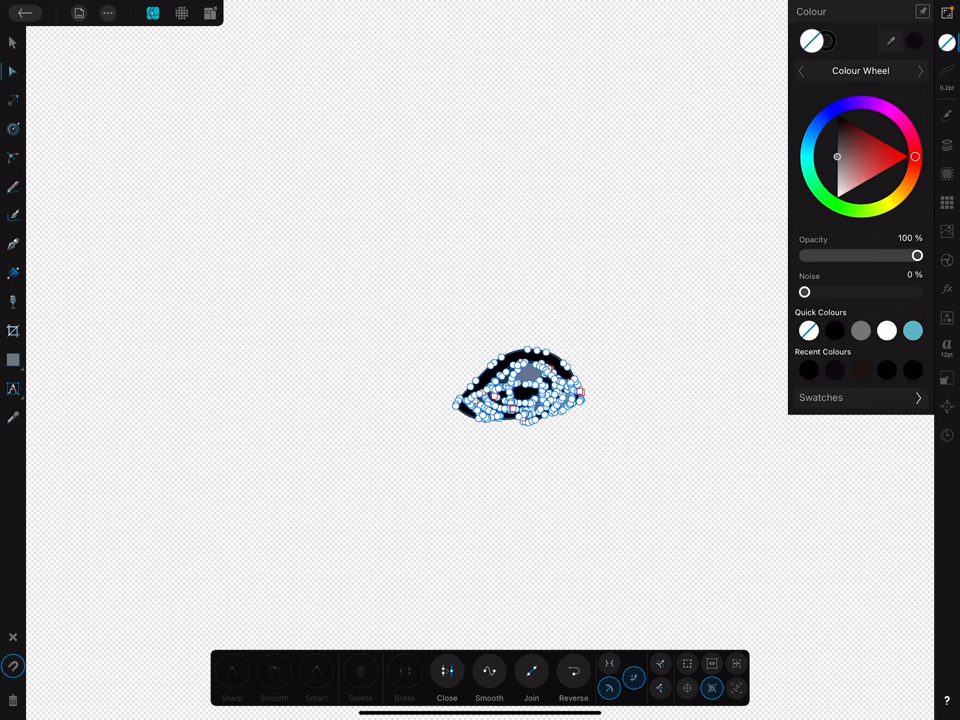 Colour
Colour Wheel
0.2pt
Opacity
100 %
Noise
0 %
Quick Colours
Recent Colours
a
12pt
Swatches
fx
A
Sharp
Smooth
Smart
Delete
Break
Close
Smooth
Join
Reverse
?